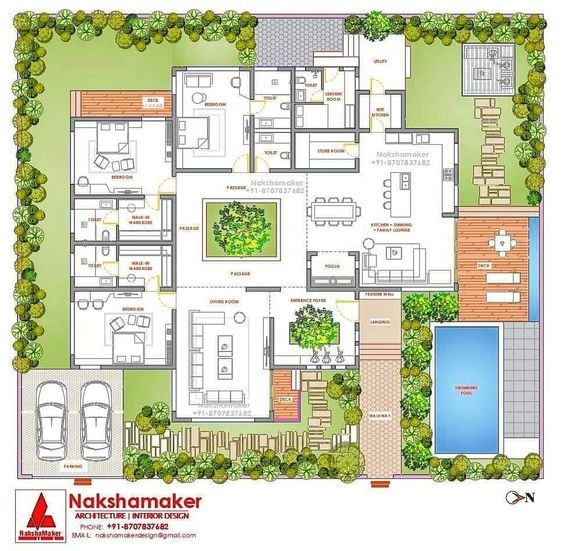 UTILITY
TOILET
SERVENT
ROOM
BEDROOM
TOILET
DECK
WET
KITCHEN
TOILET
STORE ROOM
Nakshamaker
+91-8707837682
BEDROOM
PASSAGE
TOILET
WALK-IN
WARDROBE
PASSAGE
KITCHEN + DINNING
+ FAMILY LOUNGE
TOILET
WALK-IN
WARDROBE
POOJA
DECK
PASSAGE
LIVING ROOM
ENTRENCE FOYER
FEATURE WALL
BEDROOM
LANDING
SWIMMING
POOL
DECK
Nakshamaker
+91-8707837682
WALKWAY
PARKING
N
Nakshamaker
ARCHITECTURE | INTERIOR DESIGN
PHONE: +91-8707837682
EMAIL: nakshamakerdesign@gmail.com
NakshaMaker